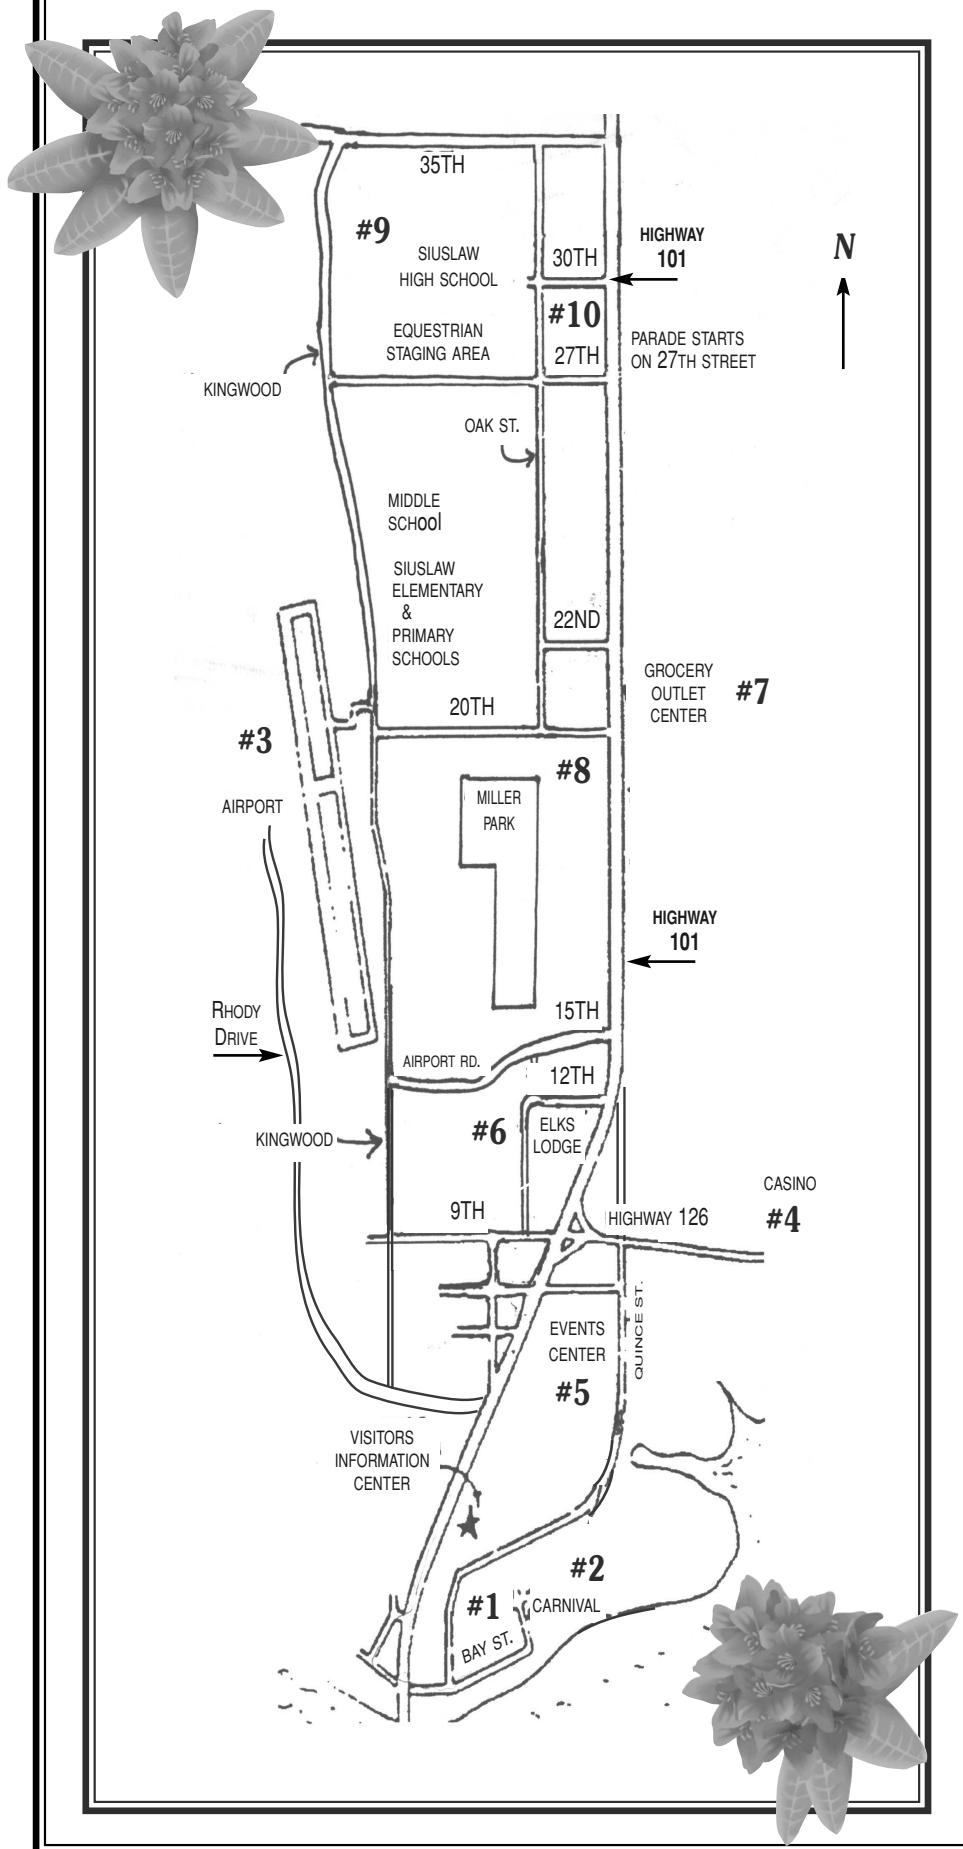 35TH
#9
SIUSLAW
HIGH SCHOOL
30TH
HIGHWAY
101
N
#10
EQUESTRIAN
STAGING AREA
27TH
PARADE STARTS
ON 27TH STREET
KINGWOOD
OAK ST.
MIDDLE
SCHool
SIUSLAW
ELEMENTARY
&
PRIMARY
SCHOOLS
22ND
GROCERY
OUTLET
CENTER
#7
20TH
#3
#8
AIRPORT
MILLER
PARK
HIGHWAY
101
15TH
RHODY
DRIVE
AIRPORT RD.
12TH
KINGWOOD
#6
ELKS
LODGE
CASINO
#4
9TH
HIGHWAY 126
QUINCE ST.
EVENTS
CENTER
#5
VISITORS
INFORMATION
CENTER
#2
CARNIVAL
#1
BAY ST.